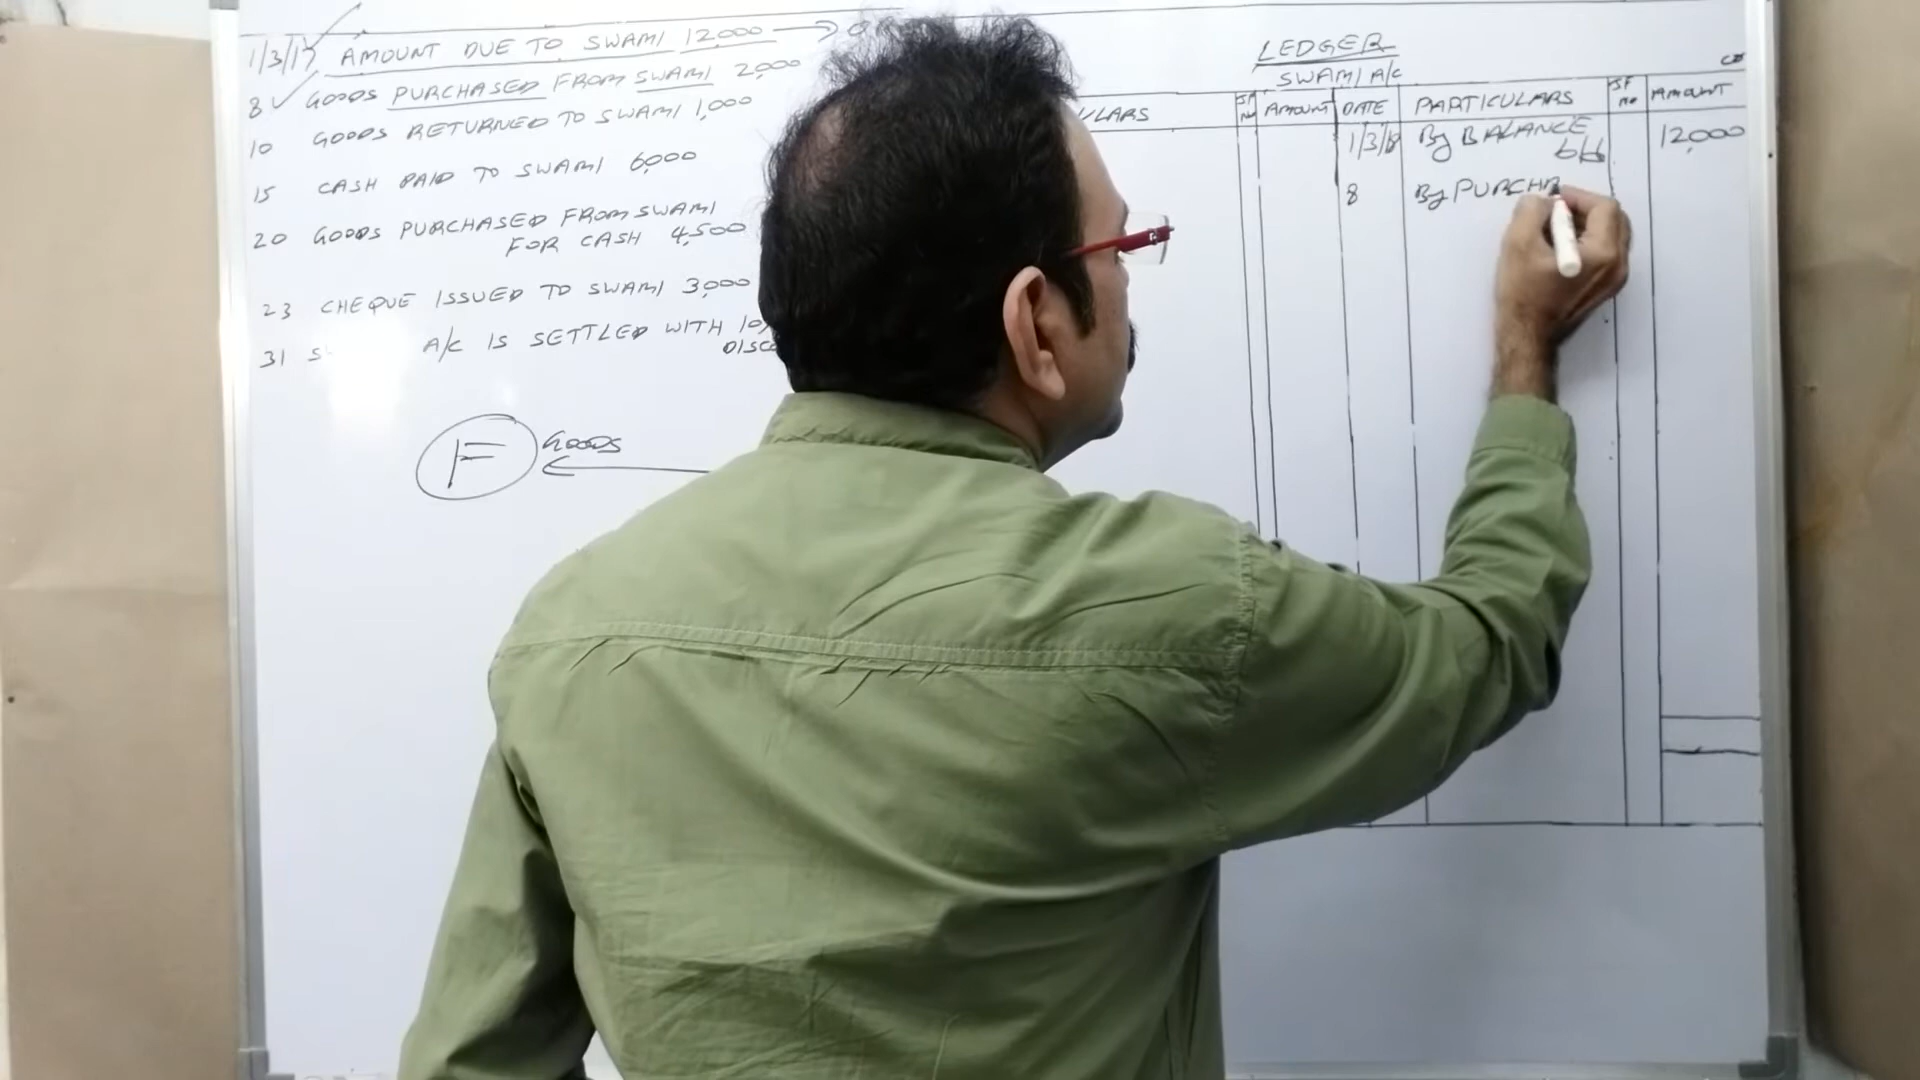 1/3/17 AMOUNT DUE TO SWAMI 12,000 →
8 ✓ GOODS PURCHASED FROM SWAMI 2,000
10 GOODS RETURNED TO SWAMI 1,000
15 CASH PAID TO SWAMI 6,000
20 GOODS PURCHASED FROM SWAMI
FOR CASH 4,500
23 CHEQUE ISSUED TO SWAMI 3,000
31 A/C IS SETTLED WITH
F GOODS
LEDGER
SWAMI A/C
AMOUNT DATE PARTICULARS JF NO AMOUNT
By BALANCE 12,000
b/d
8 By PURCHA